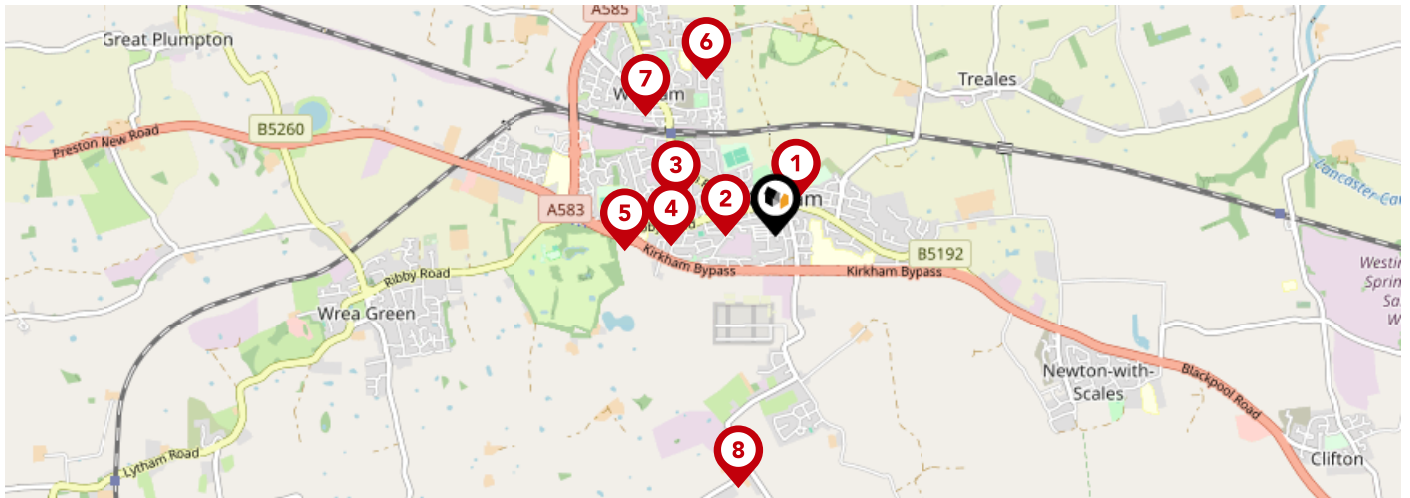 A585
Great Plumpton
6
7
Treales
B5260
Preston New Road
3
1
2
5
4
A583
Lancaster
B5192
Kirkham Bypass
Kirkham Bypass
Ribby Road
Wrea Green
Newton-with-
Scales
Blackpool Road
8
Lytham Road
Clifton